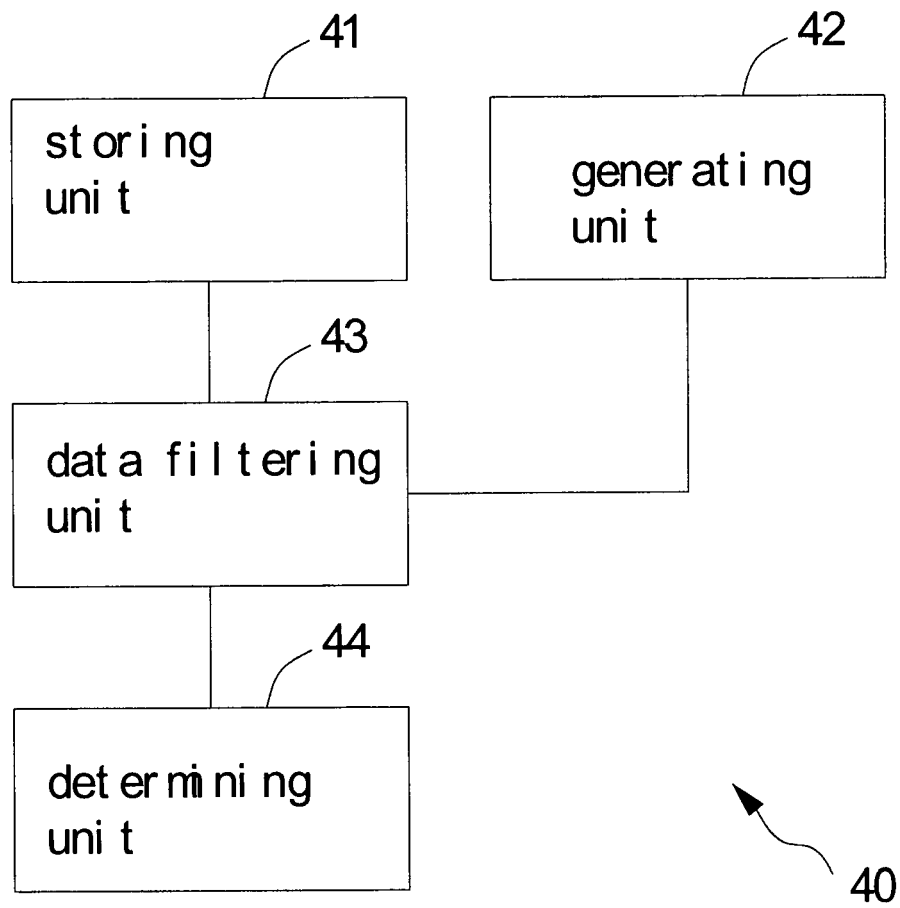 41
42
storing
unit
generating
unit
43
data filtering
unit
44
determining
unit
40